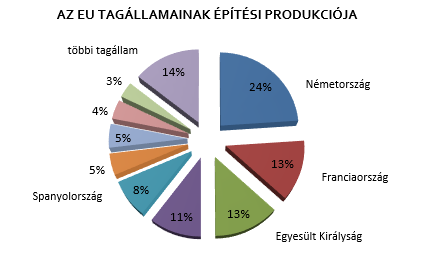 AZ EU TAGÁLLAMAINAK ÉPÍTÉSI PRODUKCIÓJA
többi tagállam
14%
24%
Németország
3%
4%
5%
5%
13%
Franciaország
Spanyolország
8%
11%
13%
Egyesült Királyság